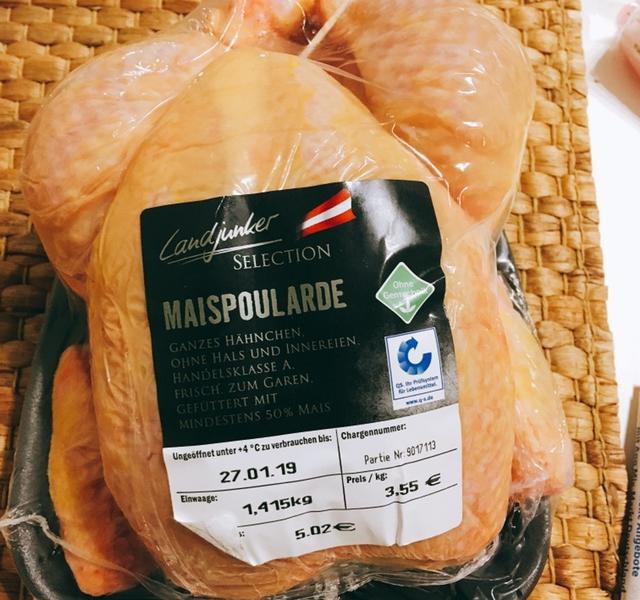 Landjunker
SELECTION
MAISPOULARDE
GANZES HÄHNCHEN,
OHNE HALS UND INNEREIEN.
HANDELSKLASSE A,
FRISCH, ZUM GAREN,
GEFÜTTERT MIT
MINDESTENS 50% MAIS
Ohne
Gentechnik
QS. Ihr Prüfsystem
für Lebensmittel.
www.q-s.de
Ungeöffnet unter +4 °C zu verbrauchen bis:
27.01.19
Chargennummer:
Partie Nr: 9017113
Einwaage:
1,415kg
Preis / kg:
3,55 €
5.02€
Angebote